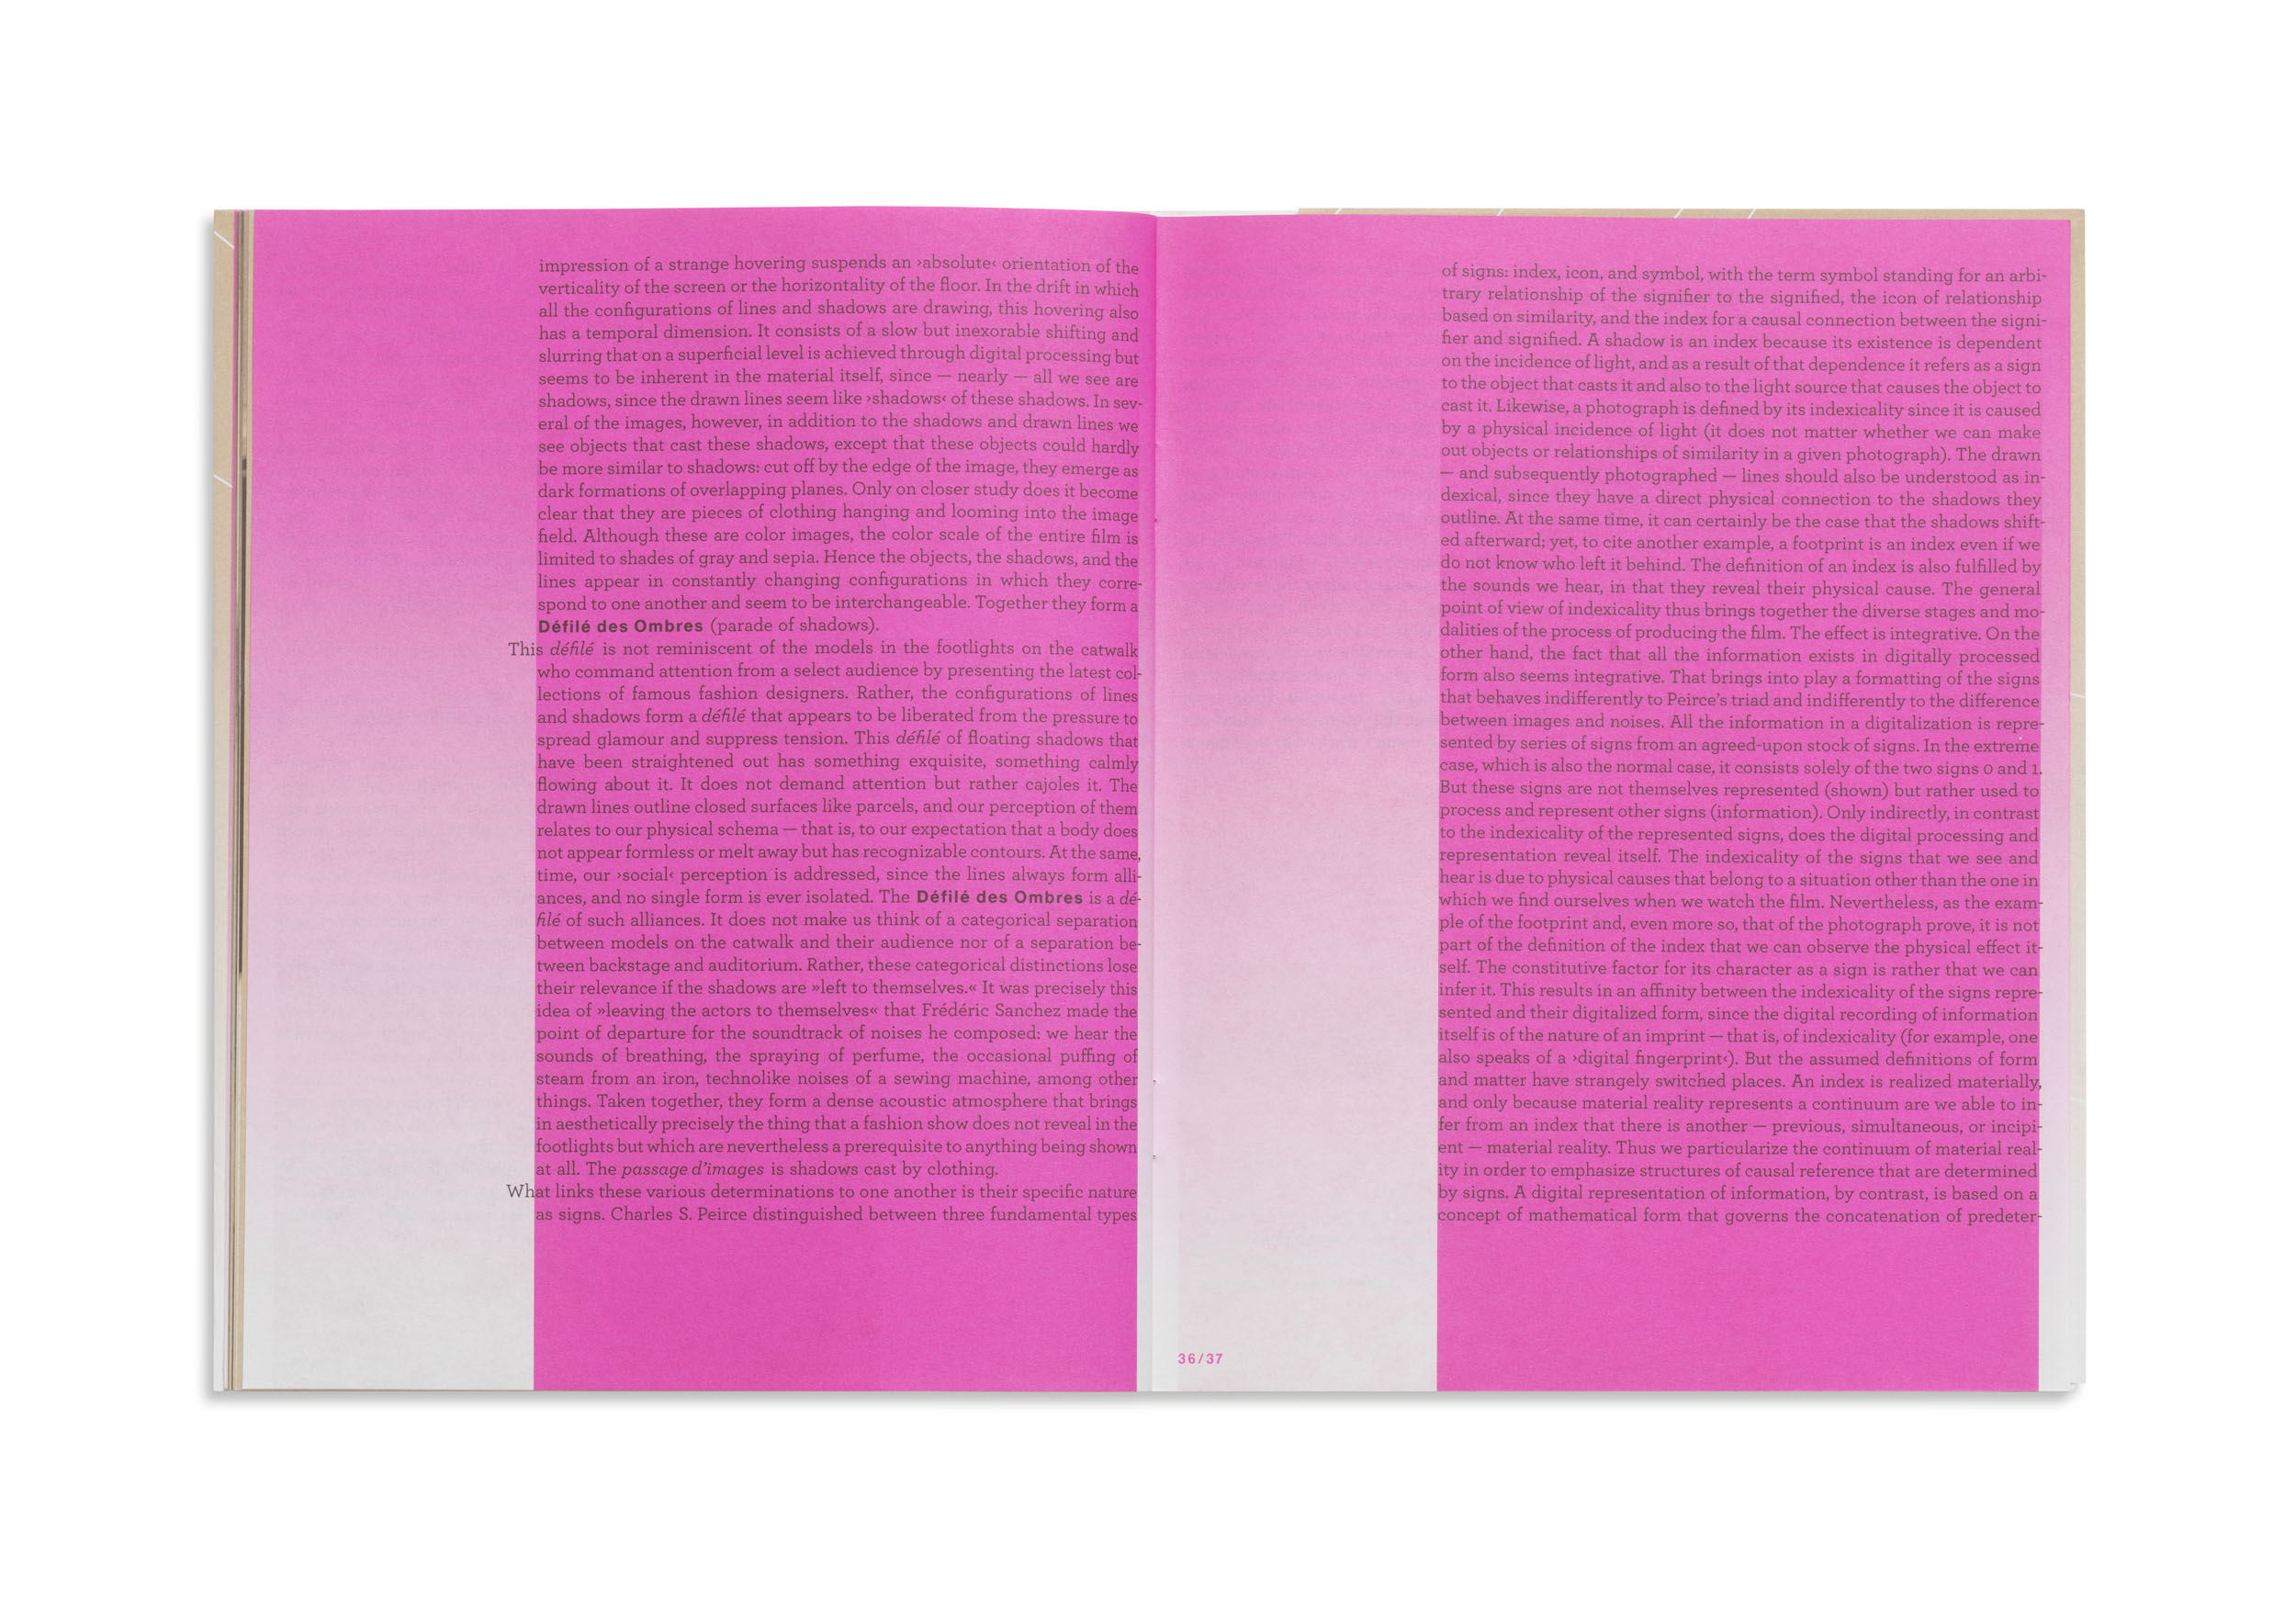 impression of a strange hovering suspends an ›absolute‹ orientation of the
verticality of the screen or the horizontality of the floor. In the drift in which
all the configurations of lines and shadows are drawing, this hovering also
has a temporal dimension. It consists of a slow but inexorable shifting and
slurring that on a superficial level is achieved through digital processing but
seems to be inherent in the material itself, since — nearly — all we see are
shadows, since the drawn lines seem like ›shadows‹ of these shadows. In sev-
eral of the images, however, in addition to the shadows and drawn lines we
see objects that cast these shadows, except that these objects could hardly
be more similar to shadows: cut off by the edge of the image, they emerge as
dark formations of overlapping planes. Only on closer study does it become
clear that they are pieces of clothing hanging and looming into the image
field. Although these are color images, the color scale of the entire film is
limited to shades of gray and sepia. Hence the objects, the shadows, and the
lines appear in constantly changing configurations in which they corre-
spond to one another and seem to be interchangeable. Together they form a
Défilé des Ombres (parade of shadows).
This défilé is not reminiscent of the models in the footlights on the catwalk
who command attention from a select audience by presenting the latest col-
lections of famous fashion designers. Rather, the configurations of lines
and shadows form a défilé that appears to be liberated from the pressure to
spread glamour and suppress tension. This défilé of floating shadows that
have been straightened out has something exquisite, something calmly
flowing about it. It does not demand attention but rather cajoles it. The
drawn lines outline closed surfaces like parcels, and our perception of them
relates to our physical schema — that is, to our expectation that a body does
not appear formless or melt away but has recognizable contours. At the same,
time, our ›social‹ perception is addressed, since the lines always form alli-
ances, and no single form is ever isolated. The Défilé des Ombres is a dé-
filé of such alliances. It does not make us think of a categorical separation
between models on the catwalk and their audience nor of a separation be-
tween backstage and auditorium. Rather, these categorical distinctions lose
their relevance if the shadows are »left to themselves.« It was precisely this
idea of »leaving the actors to themselves« that Frédéric Sanchez made the
point of departure for the soundtrack of noises he composed: we hear the
sounds of breathing, the spraying of perfume, the occasional puffing of
steam from an iron, technolike noises of a sewing machine, among other
things. Taken together, they form a dense acoustic atmosphere that brings
in aesthetically precisely the thing that a fashion show does not reveal in the
footlights but which are nevertheless a prerequisite to anything being shown
at all. The passage d'images is shadows cast by clothing.
What links these various determinations to one another is their specific nature
as signs. Charles S. Peirce distinguished between three fundamental types
of signs: index, icon, and symbol, with the term symbol standing for an arbi-
trary relationship of the signifier to the signified, the icon of relationship
based on similarity, and the index for a causal connection between the signi-
fier and signified. A shadow is an index because its existence is dependent
on the incidence of light, and as a result of that dependence it refers as a sign
to the object that casts it and also to the light source that causes the object to
cast it. Likewise, a photograph is defined by its indexicality since it is caused
by a physical incidence of light (it does not matter whether we can make
out objects or relationships of similarity in a given photograph). The drawn
— and subsequently photographed — lines should also be understood as in-
dexical, since they have a direct physical connection to the shadows they
outline. At the same time, it can certainly be the case that the shadows shift-
ed afterward; yet, to cite another example, a footprint is an index even if we
do not know who left it behind. The definition of an index is also fulfilled by
the sounds we hear, in that they reveal their physical cause. The general
point of view of indexicality thus brings together the diverse stages and mo-
dalities of the process of producing the film. The effect is integrative. On the
other hand, the fact that all the information exists in digitally processed
form also seems integrative. That brings into play a formatting of the signs
that behaves indifferently to Peirce's triad and indifferently to the difference
between images and noises. All the information in a digitalization is repre-
sented by series of signs from an agreed-upon stock of signs. In the extreme
case, which is also the normal case, it consists solely of the two signs 0 and 1.
But these signs are not themselves represented (shown) but rather used to
process and represent other signs (information). Only indirectly, in contrast
to the indexicality of the represented signs, does the digital processing and
representation reveal itself. The indexicality of the signs that we see and
hear is due to physical causes that belong to a situation other than the one in
which we find ourselves when we watch the film. Nevertheless, as the exam-
ple of the footprint and, even more so, that of the photograph prove, it is not
part of the definition of the index that we can observe the physical effect it-
self. The constitutive factor for its character as a sign is rather that we can
infer it. This results in an affinity between the indexicality of the signs repre-
sented and their digitalized form, since the digital recording of information
itself is of the nature of an imprint — that is, of indexicality (for example, one
also speaks of a ›digital fingerprint‹). But the assumed definitions of form
and matter have strangely switched places. An index is realized materially,
and only because material reality represents a continuum are we able to in-
fer from an index that there is another — previous, simultaneous, or incipi-
ent — material reality. Thus we particularize the continuum of material real-
ity in order to emphasize structures of causal reference that are determined
by signs. A digital representation of information, by contrast, is based on a
concept of mathematical form that governs the concatenation of predeter-
36/37